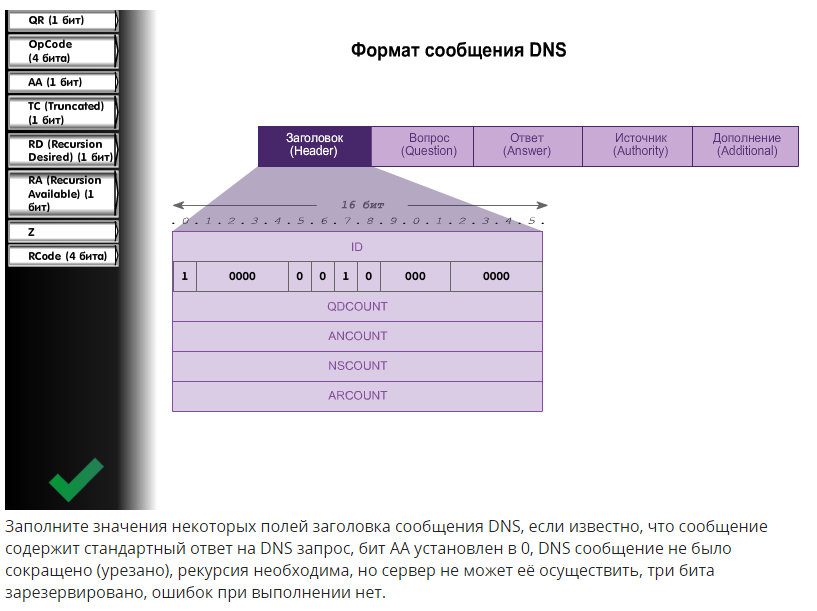 QR (1 бит)
OpCode
(4 бита)
AA (1 бит)
TC (Truncated)
(1 бит)
RD (Recursion
Desired) (1 бит)
RA (Recursion
Available) (1
бит)
Z
RCode (4 бита)
Формат сообщения DNS
Заголовок
(Header)
Вопрос
(Question)
Ответ
(Answer)
Источник
(Authority)
Дополнение
(Additional)
16 бит
. 0 . 1 . 2 . 3 . 4 . 5 . 6 . 7 . 8 . 9 . 0 . 1 . 2 . 3 . 4 . 5 .
ID
1 0000 0 0 1 0 000 0000
QDCOUNT
ANCOUNT
NSCOUNT
ARCOUNT
Заполните значения некоторых полей заголовка сообщения DNS, если известно, что сообщение
содержит стандартный ответ на DNS запрос, бит AA установлен в 0, DNS сообщение не было
сокращено (урезано), рекурсия необходима, но сервер не может её осуществить, три бита
зарезервировано, ошибок при выполнении нет.